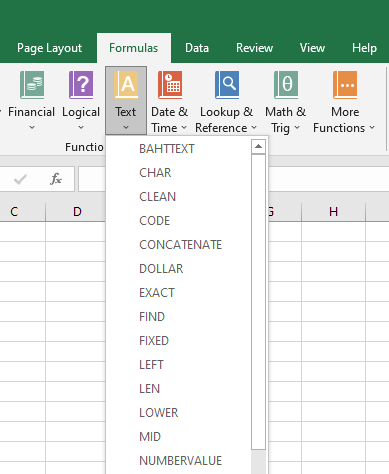 Page Layout Formulas Data Review View Help
? A θ ...
Financial Logical Text Date & Time Lookup & Reference Math & Trig More Functions
Functio
fx
C D G H
BAHTTEXT
CHAR
CLEAN
CODE
CONCATENATE
DOLLAR
EXACT
FIND
FIXED
LEFT
LEN
LOWER
MID
NUMBERVALUE